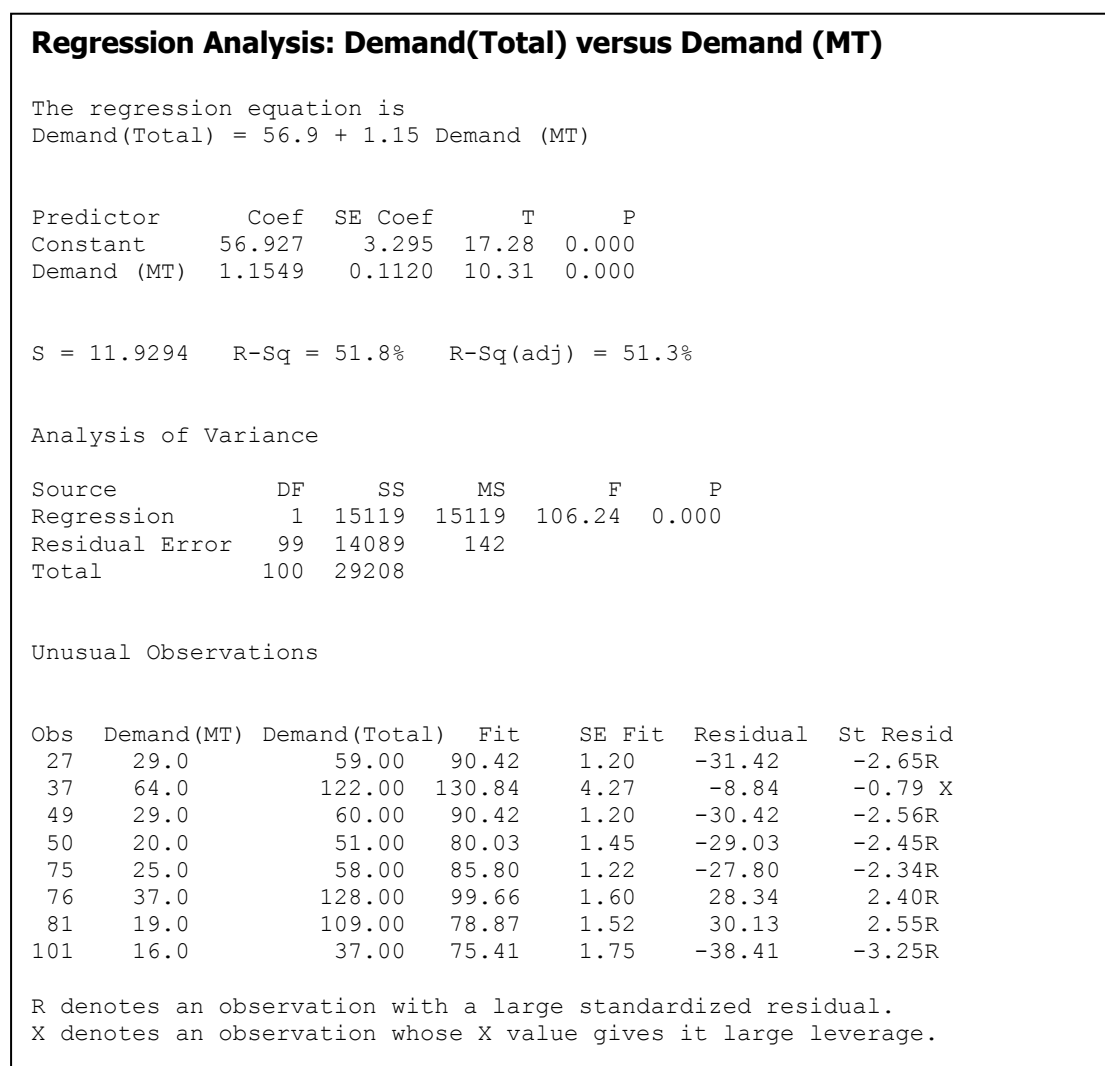 Regression Analysis: Demand(Total) versus Demand (MT)
The regression equation is
Demand(Total) = 56.9 + 1.15 Demand (MT)
Predictor Coef SE Coef T P
Constant 56.927 3.295 17.28 0.000
Demand (MT) 1.1549 0.1120 10.31 0.000
S = 11.9294 R-Sq = 51.8% R-Sq(adj) = 51.3%
Analysis of Variance
Source DF SS MS F P
Regression 1 15119 15119 106.24 0.000
Residual Error 99 14089 142
Total 100 29208
Unusual Observations
Obs Demand(MT) Demand(Total) Fit SE Fit Residual St Resid
27 29.0 59.00 90.42 1.20 -31.42 -2.65R
37 64.0 122.00 130.84 4.27 -8.84 -0.79 X
49 29.0 60.00 90.42 1.20 -30.42 -2.56R
50 20.0 51.00 80.03 1.45 -29.03 -2.45R
75 25.0 58.00 85.80 1.22 -27.80 -2.34R
76 37.0 128.00 99.66 1.60 28.34 2.40R
81 19.0 109.00 78.87 1.52 30.13 2.55R
101 16.0 37.00 75.41 1.75 -38.41 -3.25R
R denotes an observation with a large standardized residual.
X denotes an observation whose X value gives it large leverage.